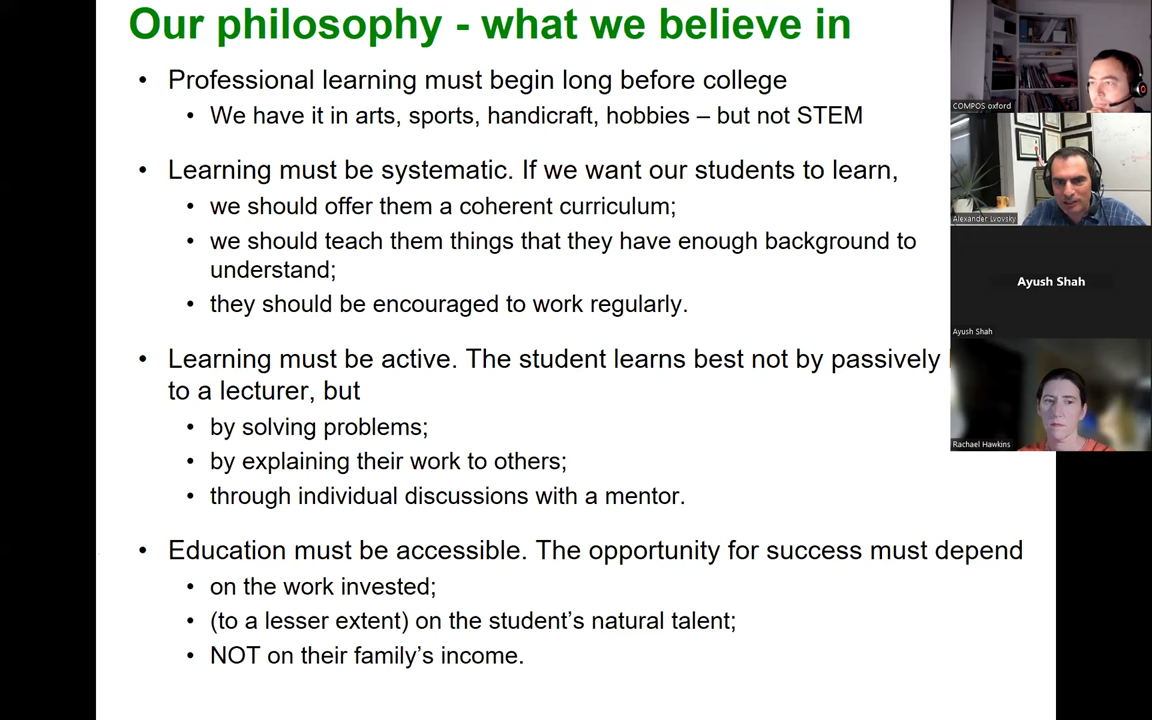 Our philosophy - what we believe in
• Professional learning must begin long before college
• We have it in arts, sports, handicraft, hobbies – but not STEM
• Learning must be systematic. If we want our students to learn,
• we should offer them a coherent curriculum;
• we should teach them things that they have enough background to
understand;
• they should be encouraged to work regularly.
• Learning must be active. The student learns best not by passively
to a lecturer, but
• by solving problems;
• by explaining their work to others;
• through individual discussions with a mentor.
• Education must be accessible. The opportunity for success must depend
• on the work invested;
• (to a lesser extent) on the student's natural talent;
• NOT on their family's income.
COMPOS oxford
Alexander Lvovsky
Ayush Shah
Ayush Shah
Rachael Hawkins